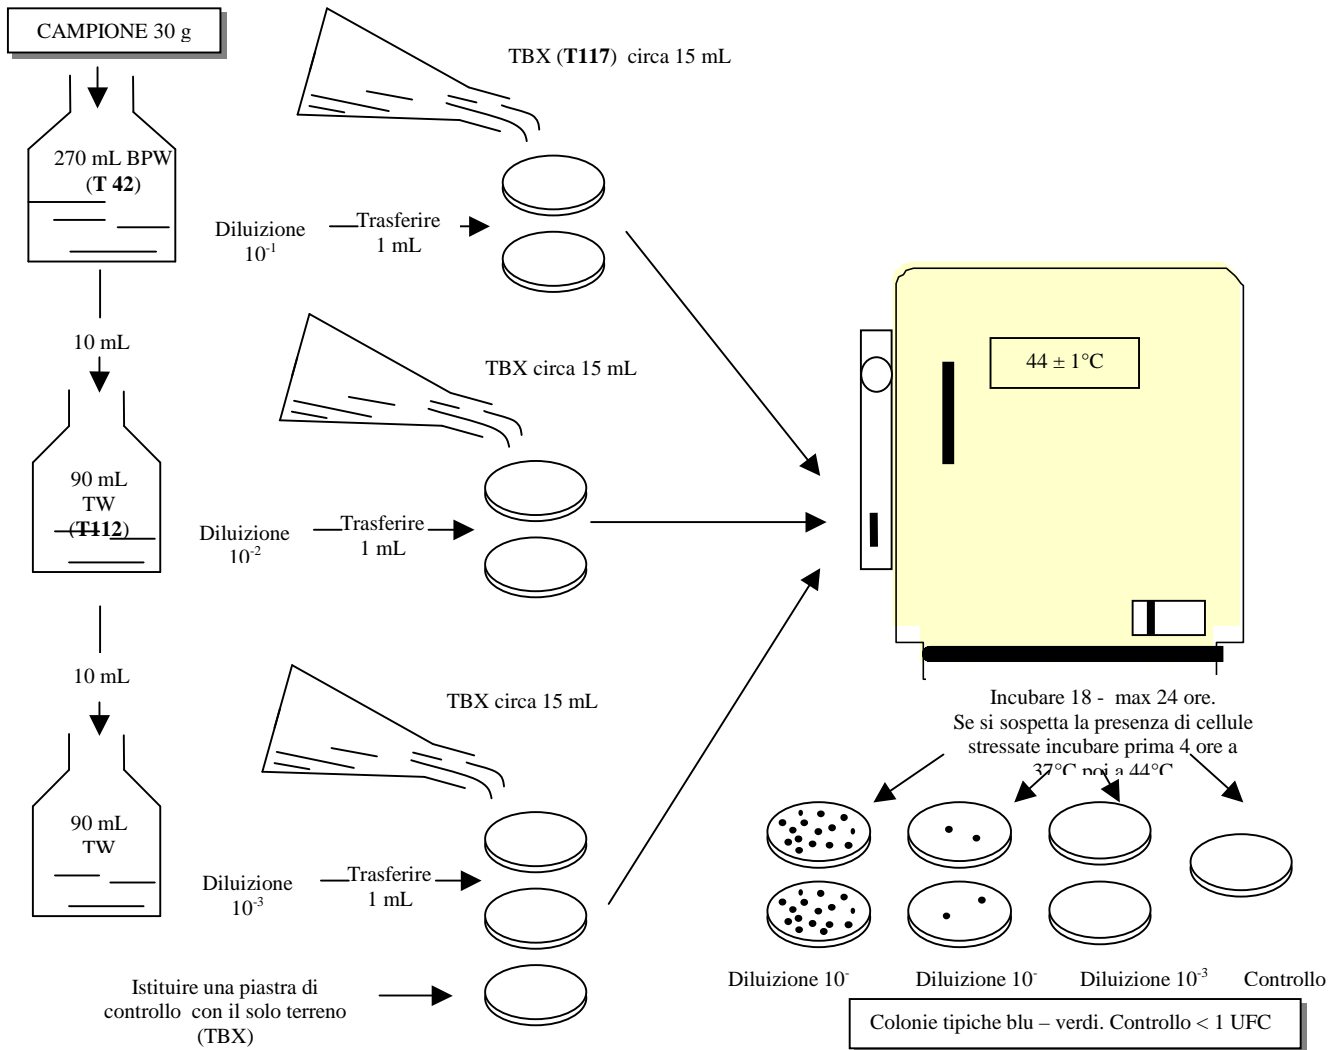 CAMPIONE 30 g
TBX (T117) circa 15 mL
270 mL BPW
(T 42)
Diluizione
10-1
Trasferire
1 mL
10 mL
TBX circa 15 mL
44 ± 1°C
90 mL
TW
(T112)
Diluizione
10-2
Trasferire
1 mL
10 mL
TBX circa 15 mL
Incubare 18 - max 24 ore.
Se si sospetta la presenza di cellule
stressate incubare prima 4 ore a
37°C poi a 44°C
90 mL
TW
Diluizione
10-3
Trasferire
1 mL
Istituire una piastra di
controllo con il solo terreno
(TBX)
Diluizione 10-
Diluizione 10-
Diluizione 10-3
Controllo
Colonie tipiche blu – verdi. Controllo < 1 UFC